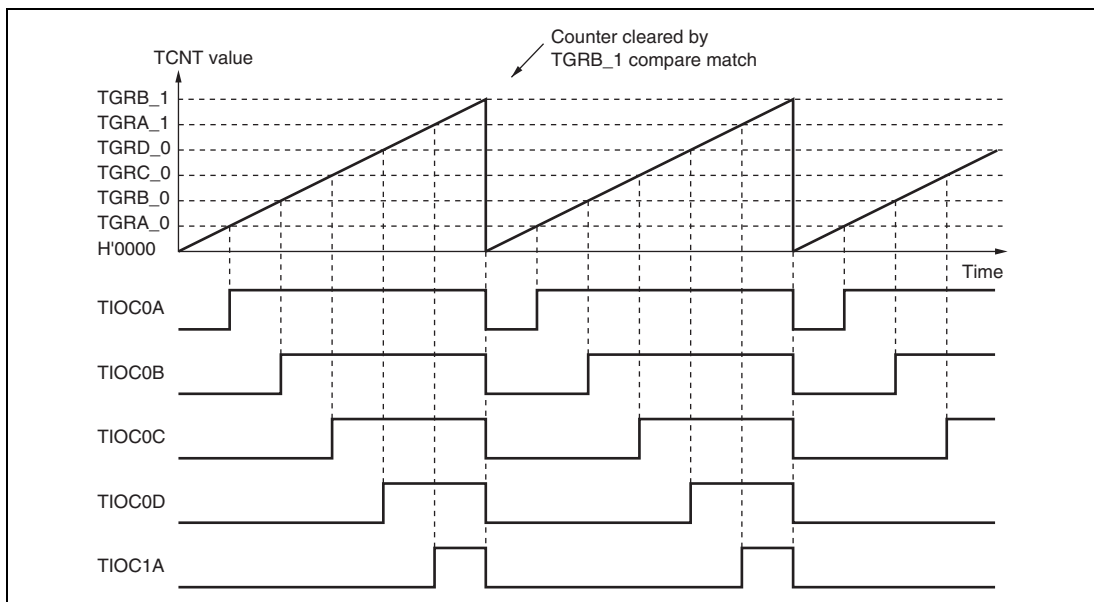 Counter cleared by
TGRB_1 compare match
TCNT value
TGRB_1
TGRA_1
TGRD_0
TGRC_0
TGRB_0
TGRA_0
H'0000
Time
TIOC0A
TIOC0B
TIOC0C
TIOC0D
TIOC1A